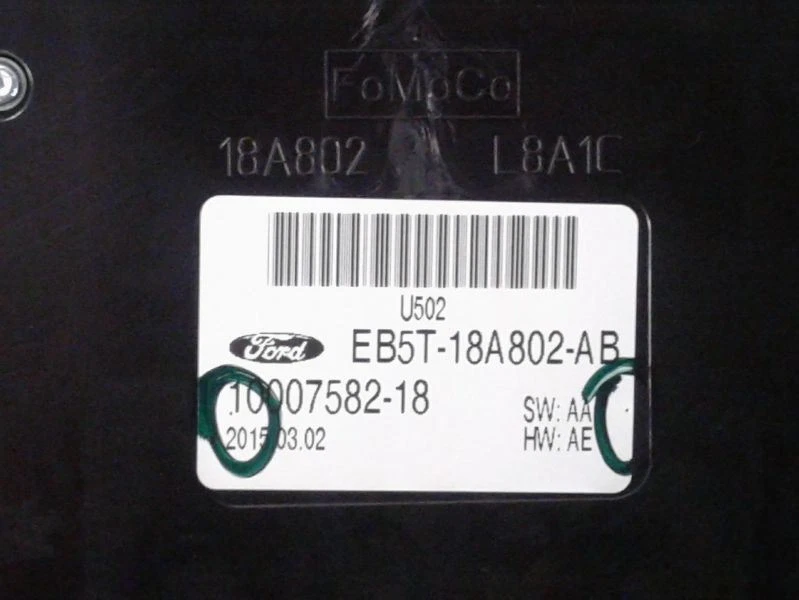 FoMoCo
18A802 L8A1C
U502
Ford EB5T-18A802-AB
10007582-18
SW: AA
2015.03.02
HW: AE